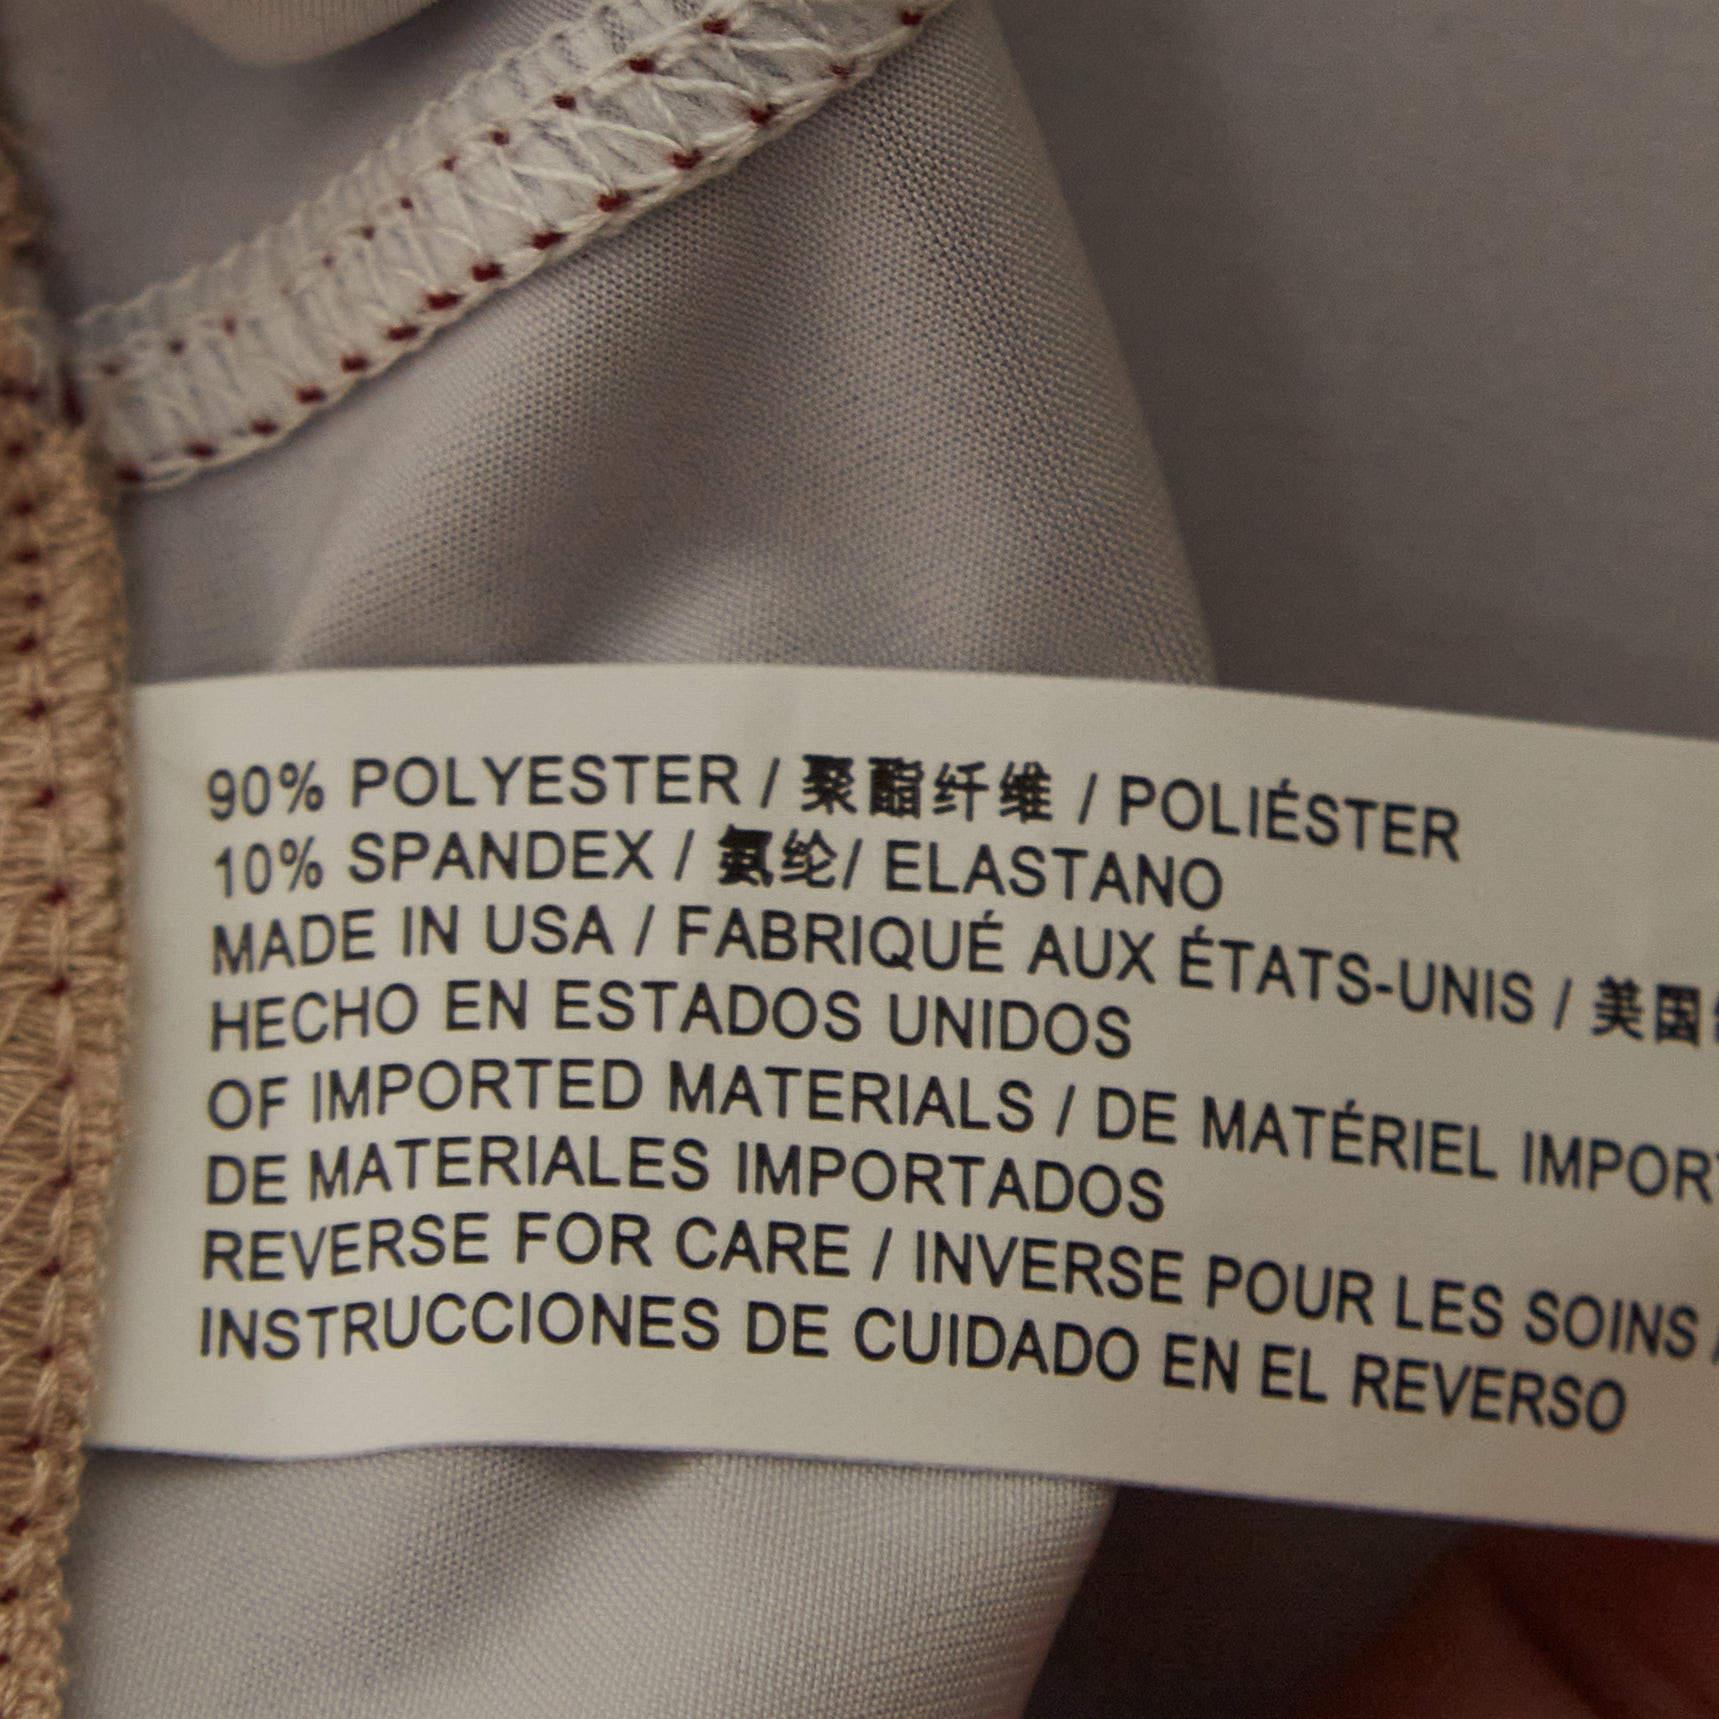 90% POLYESTER / 聚酯纤维 / POLIÉSTER
10% SPANDEX / 氨纶/ ELASTANO
MADE IN USA / FABRIQUÉ AUX ÉTATS-UNIS / 美国
HECHO EN ESTADOS UNIDOS
OF IMPORTED MATERIALS / DE MATÉRIEL
DE MATERIALES IMPORTADOS
REVERSE FOR CARE / INVERSE POUR LES SOINS /
INSTRUCCIONES DE CUIDADO EN EL REVERSO